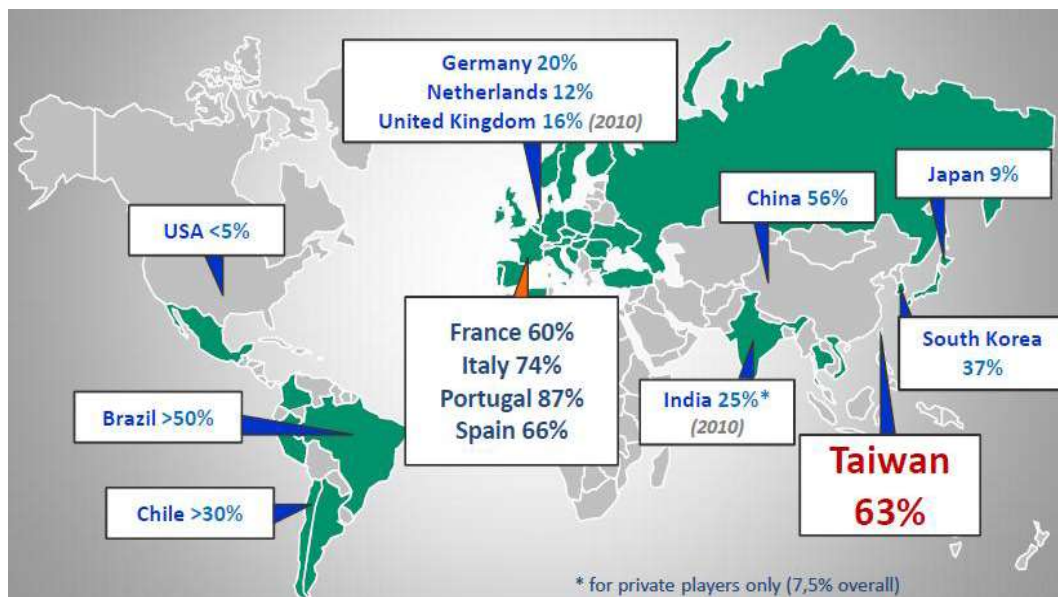 Germany 20%
Netherlands 12%
United Kingdom 16% (2010)
Japan 9%
China 56%
USA <5%
France 60%
Italy 74%
Portugal 87%
Spain 66%
South Korea
37%
Brazil >50%
India 25%*
(2010)
Taiwan
63%
Chile >30%
* for private players only (7,5% overall)